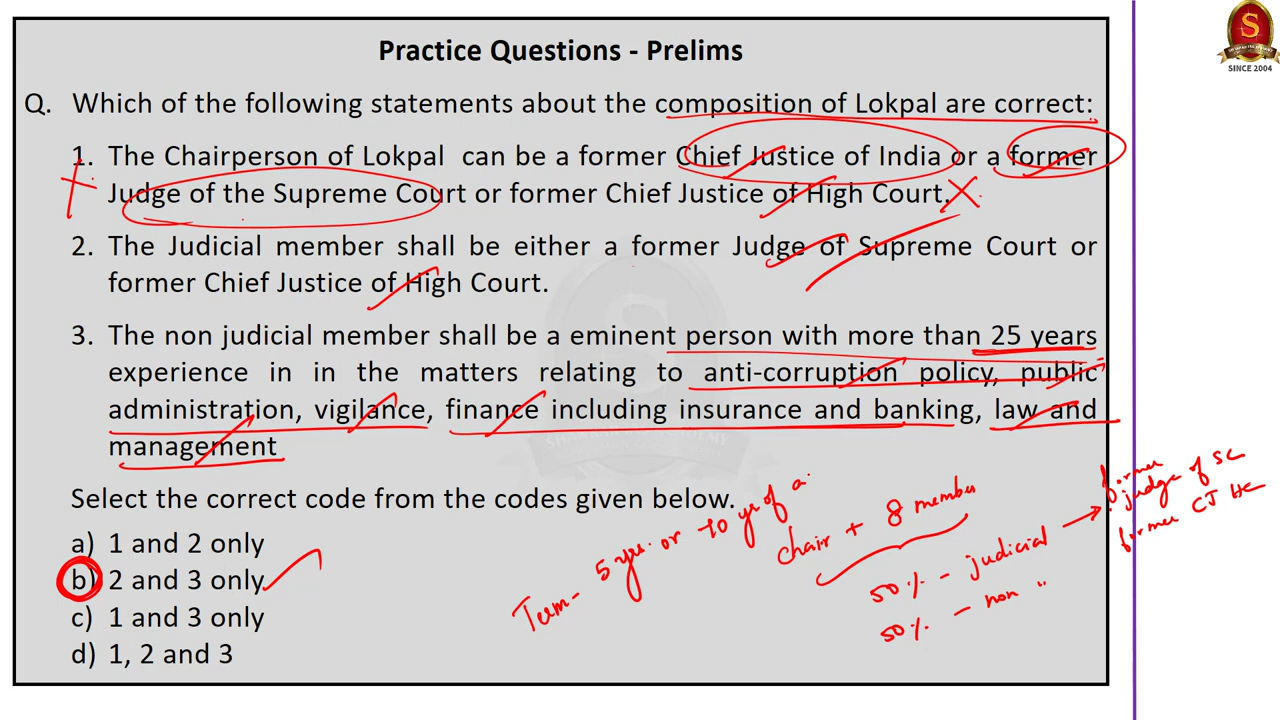 Practice Questions - Prelims
S
SINCE 2004
Q. Which of the following statements about the composition of Lokpal are correct:
1. The Chairperson of Lokpal can be a former Chief Justice of India or a former
Judge of the Supreme Court or former Chief Justice of High Court.
2. The Judicial member shall be either a former Judge of Supreme Court or
former Chief Justice of High Court.
3. The non judicial member shall be a eminent person with more than 25 years
experience in in the matters relating to anti-corruption policy, public
administration, vigilance, finance including insurance and banking, law and
management
Select the correct code from the codes given below.
a) 1 and 2 only
b) 2 and 3 only
c) 1 and 3 only
d) 1, 2 and 3
Term - 5 yrs. or 70 yr of a
chair + 8 member
50% - judicial
50% - non "
former
judge of SC
former CJ HC